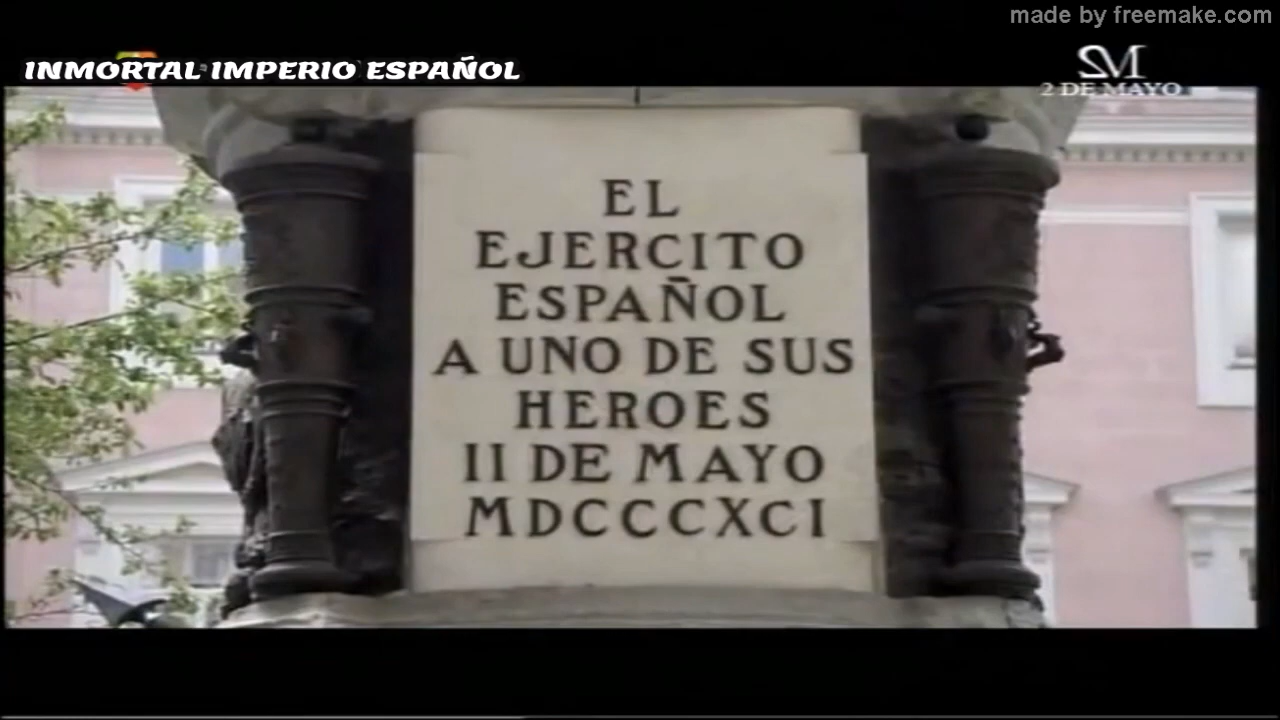 made by freemake.com
INMORTAL IMPERIO ESPAÑOL
2M
2 DE MAYO
EL
EJERCITO
ESPAÑOL
A UNO DE SUS
HEROES
II DE MAYO
MDCCCXCI